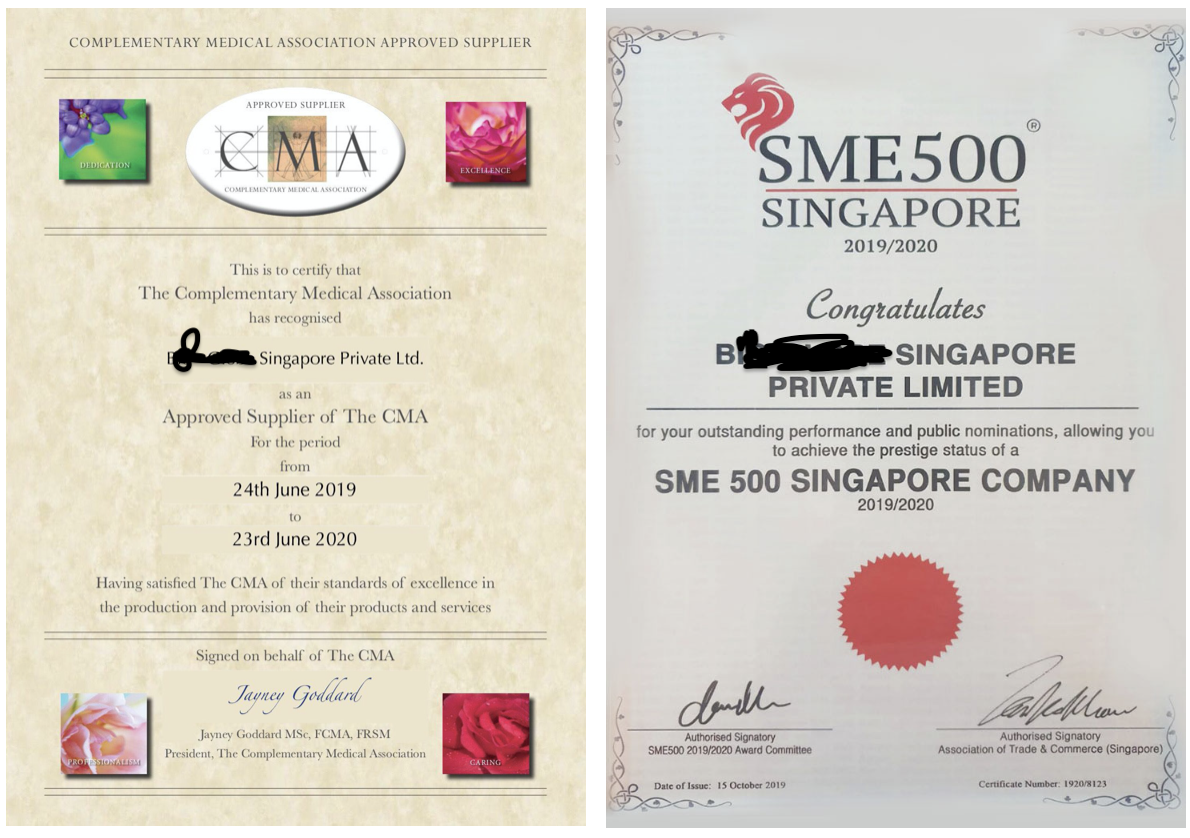 COMPLEMENTARY MEDICAL ASSOCIATION APPROVED SUPPLIER
DEDICATION
APPROVED SUPPLIER
CMA
COMPLEMENTARY MEDICAL ASSOCIATION
EXCELLENCE
This is to certify that
The Complementary Medical Association
has recognised
Singapore Private Ltd.
as an
Approved Supplier of The CMA
For the period
from
24th June 2019
to
23rd June 2020
Having satisfied The CMA of their standards of excellence in
the production and provision of their products and services
Signed on behalf of The CMA
Jayney Goddard
Jayney Goddard MSc, FCMA, FRSM
President, The Complementary Medical Association
PROFESSIONALISM
CARING
SME500®
SINGAPORE
2019/2020
Congratulates
SINGAPORE
PRIVATE LIMITED
for your outstanding performance and public nominations, allowing you
to achieve the prestige status of a
SME 500 SINGAPORE COMPANY
2019/2020
Authorised Signatory
SME500 2019/2020 Award Committee
Date of Issue: 15 October 2019
Authorised Signatory
Association of Trade & Commerce (Singapore)
Certificate Number: 1920/8123